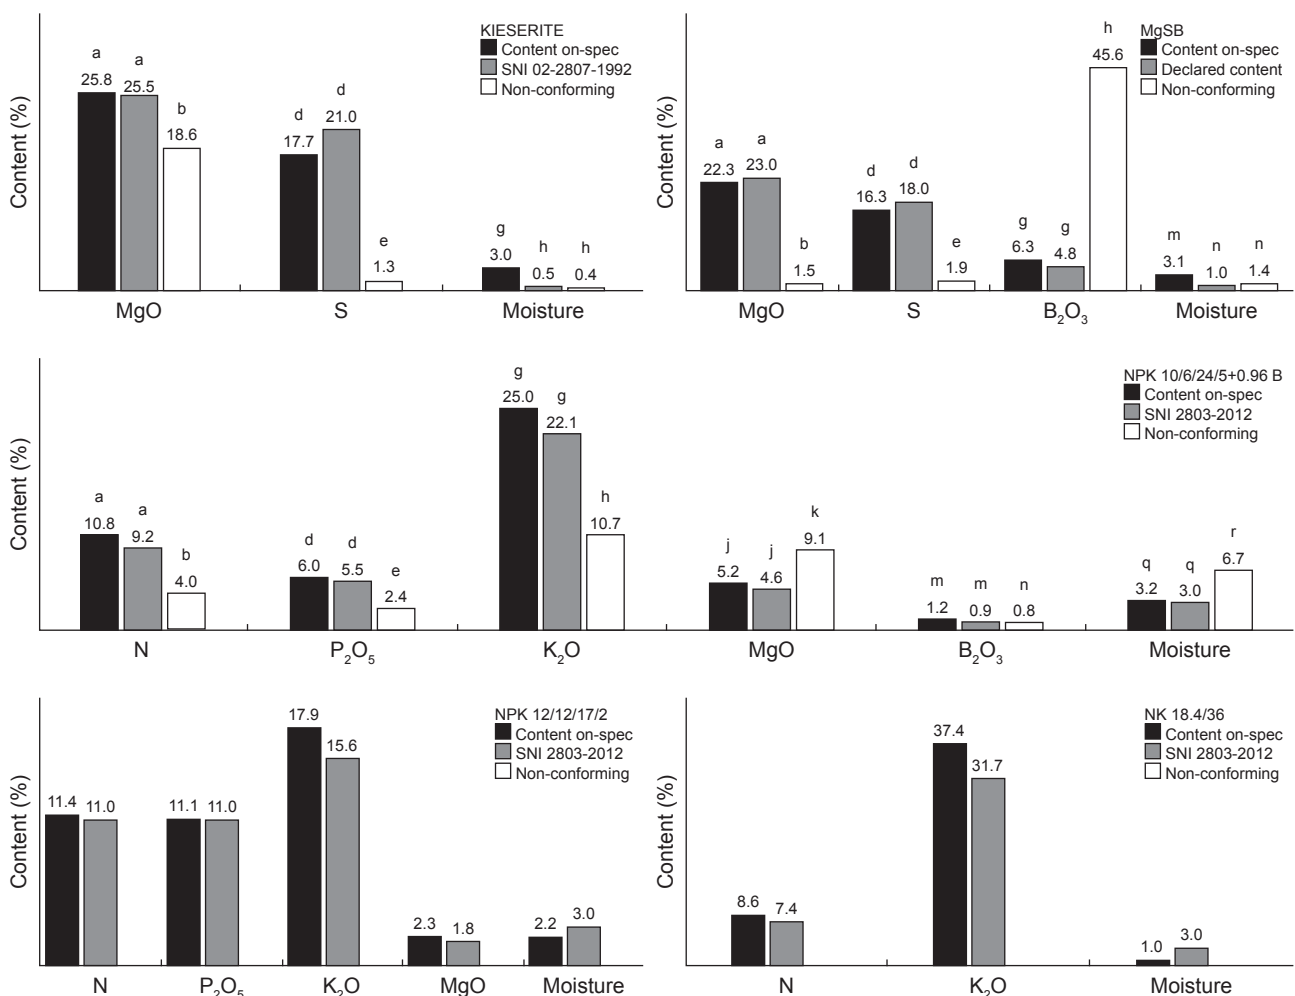 KIESERITE
Content on-spec
SNI 02-2807-1992
Non-conforming
Content (%)
a a b
25.8 25.5 18.6
d d e
17.7 21.0 1.3
g h h
3.0 0.5 0.4
MgO S Moisture
MgSB
Content on-spec
Declared content
Non-conforming
Content (%)
a a b
22.3 23.0 1.5
d d e
16.3 18.0 1.9
g g h
6.3 4.8 45.6
m n n
3.1 1.0 1.4
MgO S B₂O₃ Moisture
NPK 10/6/24/5+0.96 B
Content on-spec
SNI 2803-2012
Non-conforming
Content (%)
a a b
10.8 9.2 4.0
d d e
6.0 5.5 2.4
g g h
25.0 22.1 10.7
j j k
5.2 4.6 9.1
m m n
1.2 0.9 0.8
q q r
3.2 3.0 6.7
N P₂O₅ K₂O MgO B₂O₃ Moisture
NPK 12/12/17/2
Content on-spec
SNI 2803-2012
Non-conforming
Content (%)
11.4 11.0
11.1 11.0
17.9 15.6
2.3 1.8
2.2 3.0
N P₂O₅ K₂O MgO Moisture
NK 18.4/36
Content on-spec
SNI 2803-2012
Non-conforming
Content (%)
8.6 7.4
37.4 31.7
1.0 3.0
N K₂O Moisture